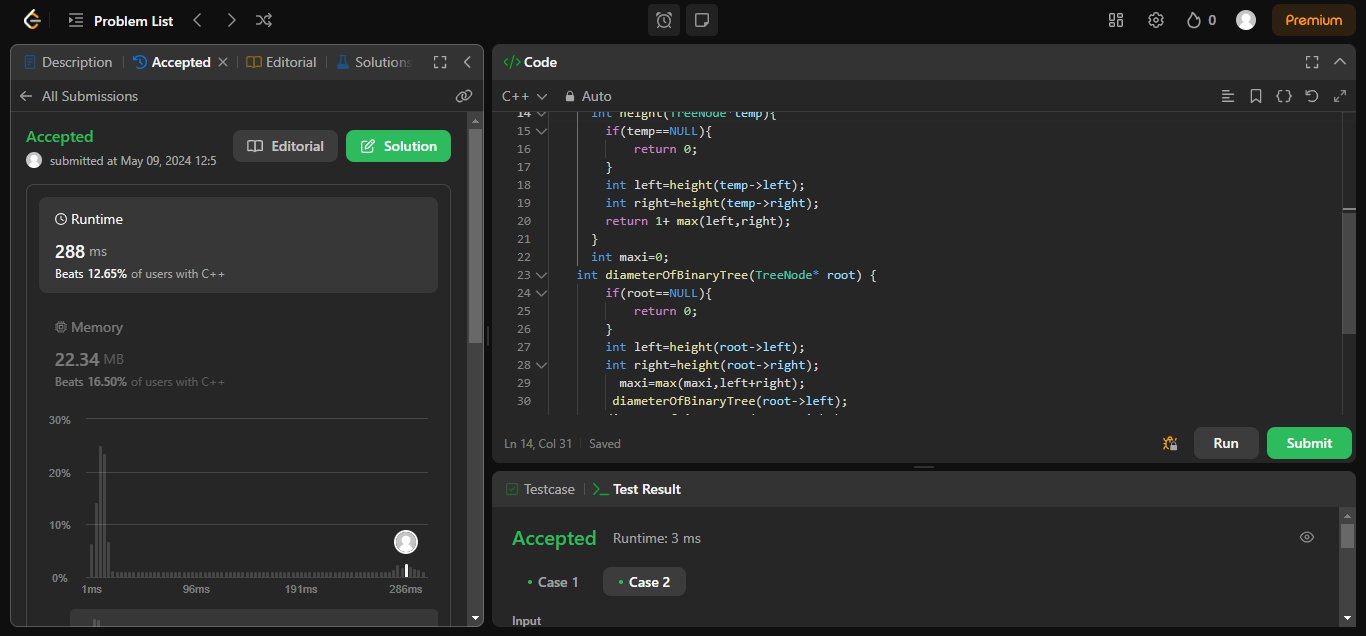 Problem List
0
Premium
Description
Accepted
Editorial
Solutions
All Submissions
Accepted
submitted at May 09, 2024 12:5
Editorial
Solution
Runtime
288 ms
Beats 12.65% of users with C++
Memory
22.34 MB
Beats 16.50% of users with C++
30%
20%
10%
0%
1ms 96ms 191ms 286ms
</> Code
C++ Auto
14 int height(TreeNode*temp){
15 if(temp==NULL){
16 return 0;
17 }
18 int left=height(temp->left);
19 int right=height(temp->right);
20 return 1+ max(left,right);
21 }
22 int maxi=0;
23 int diameterOfBinaryTree(TreeNode* root) {
24 if(root==NULL){
25 return 0;
26 }
27 int left=height(root->left);
28 int right=height(root->right);
29 maxi=max(maxi,left+right);
30 diameterOfBinaryTree(root->left);
Ln 14, Col 31 Saved
Run
Submit
Testcase
Test Result
Accepted Runtime: 3 ms
• Case 1
• Case 2
Input